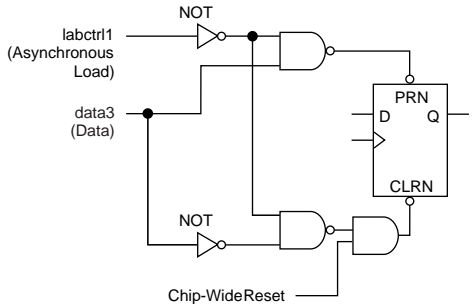 NOT
labctrl1
(Asynchronous
Load)
PRN
data3
(Data)
D
Q
CLRN
NOT
Chip-WideReset